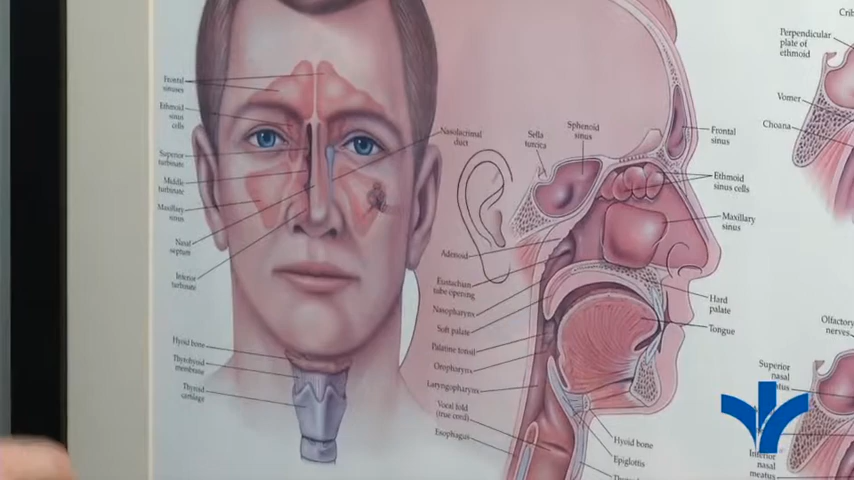 Frontal
sinuses
Ethmoid
sinus
cells
Superior
turbinate
Middle
turbinate
Maxillary
sinus
Nasal
septum
Inferior
turbinate
Hyoid bone
Thyrohyoid
membrane
Thyroid
cartilage
Nasolacrimal
duct
Sella
turcica
Sphenoid
sinus
Adenoid
Eustachian
tube opening
Nasopharynx
Soft palate
Palatine tonsil
Oropharynx
Laryngopharynx
Vocal fold
(true cord)
Esophagus
Frontal
sinus
Ethmoid
sinus cells
Maxillary
sinus
Hard
palate
Tongue
Hyoid bone
Epiglottis
Perpendicular
plate of
ethmoid
Vomer
Choana
Olfactory
nerves
Superior
nasal
Inferior
nasal
meatus